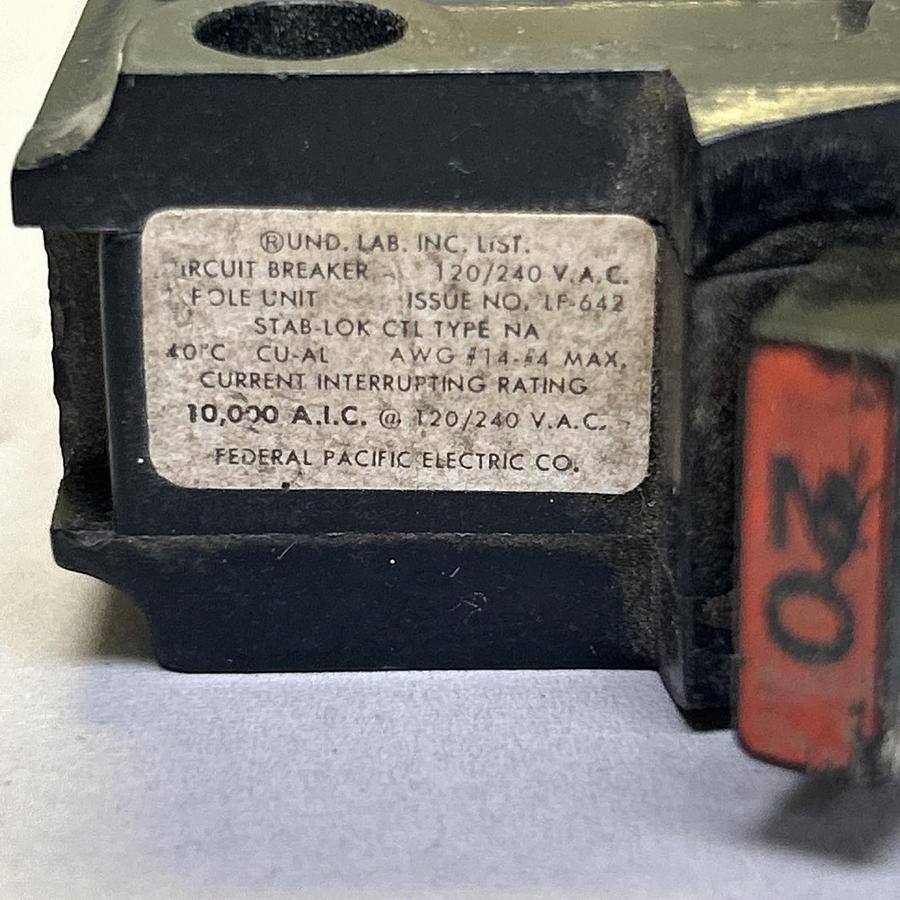 ®UND. LAB. INC. LIST.
IRCUIT BREAKER 120/240 V.A.C.
POLE UNIT ISSUE NO. LF-642
STAB-LOK CTL TYPE NA
40°C CU-AL AWG #14-#4 MAX.
CURRENT INTERRUPTING RATING
10,000 A.I.C. @ 120/240 V.A.C.
FEDERAL PACIFIC ELECTRIC CO.